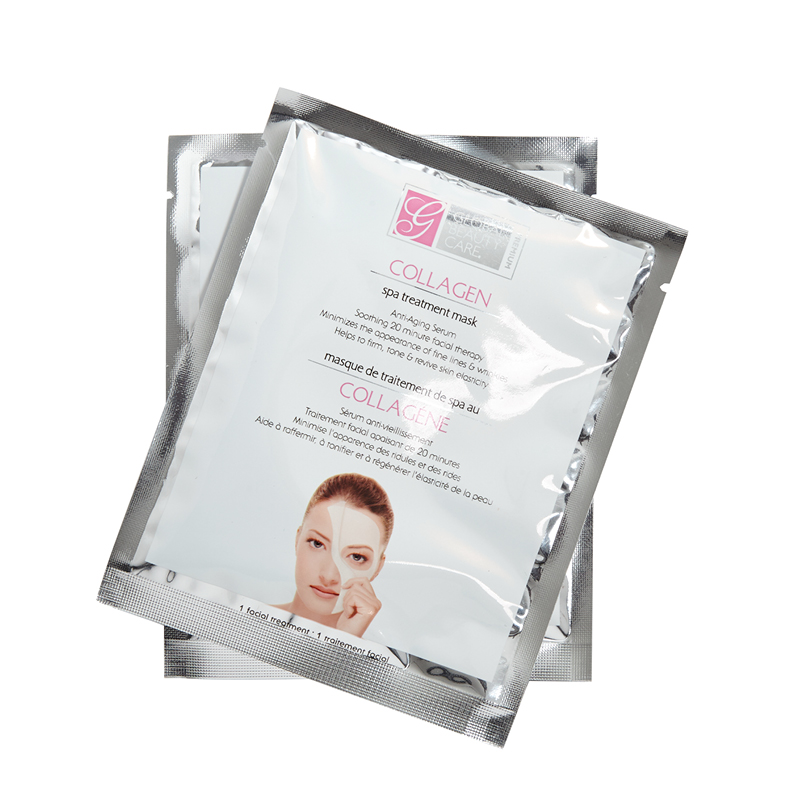 G
GLOBAL
BEAUTY
CARE
PREMIUM
COLLAGEN
spa treatment mask
Anti-Aging Serum
Soothing 20 minute facial therapy
Minimizes the appearance of fine lines & wrinkles
Helps to firm, tone & revive skin elasticity
masque de traitement de spa au
COLLAGÈNE
Sérum anti-vieillissement
Traitement facial apaisant de 20 minutes
Minimise l'apparence des ridules et des rides
Aide à raffermir, à tonifier et à régénérer l'élasticité de la peau
1 facial treatment : 1 traitement facial